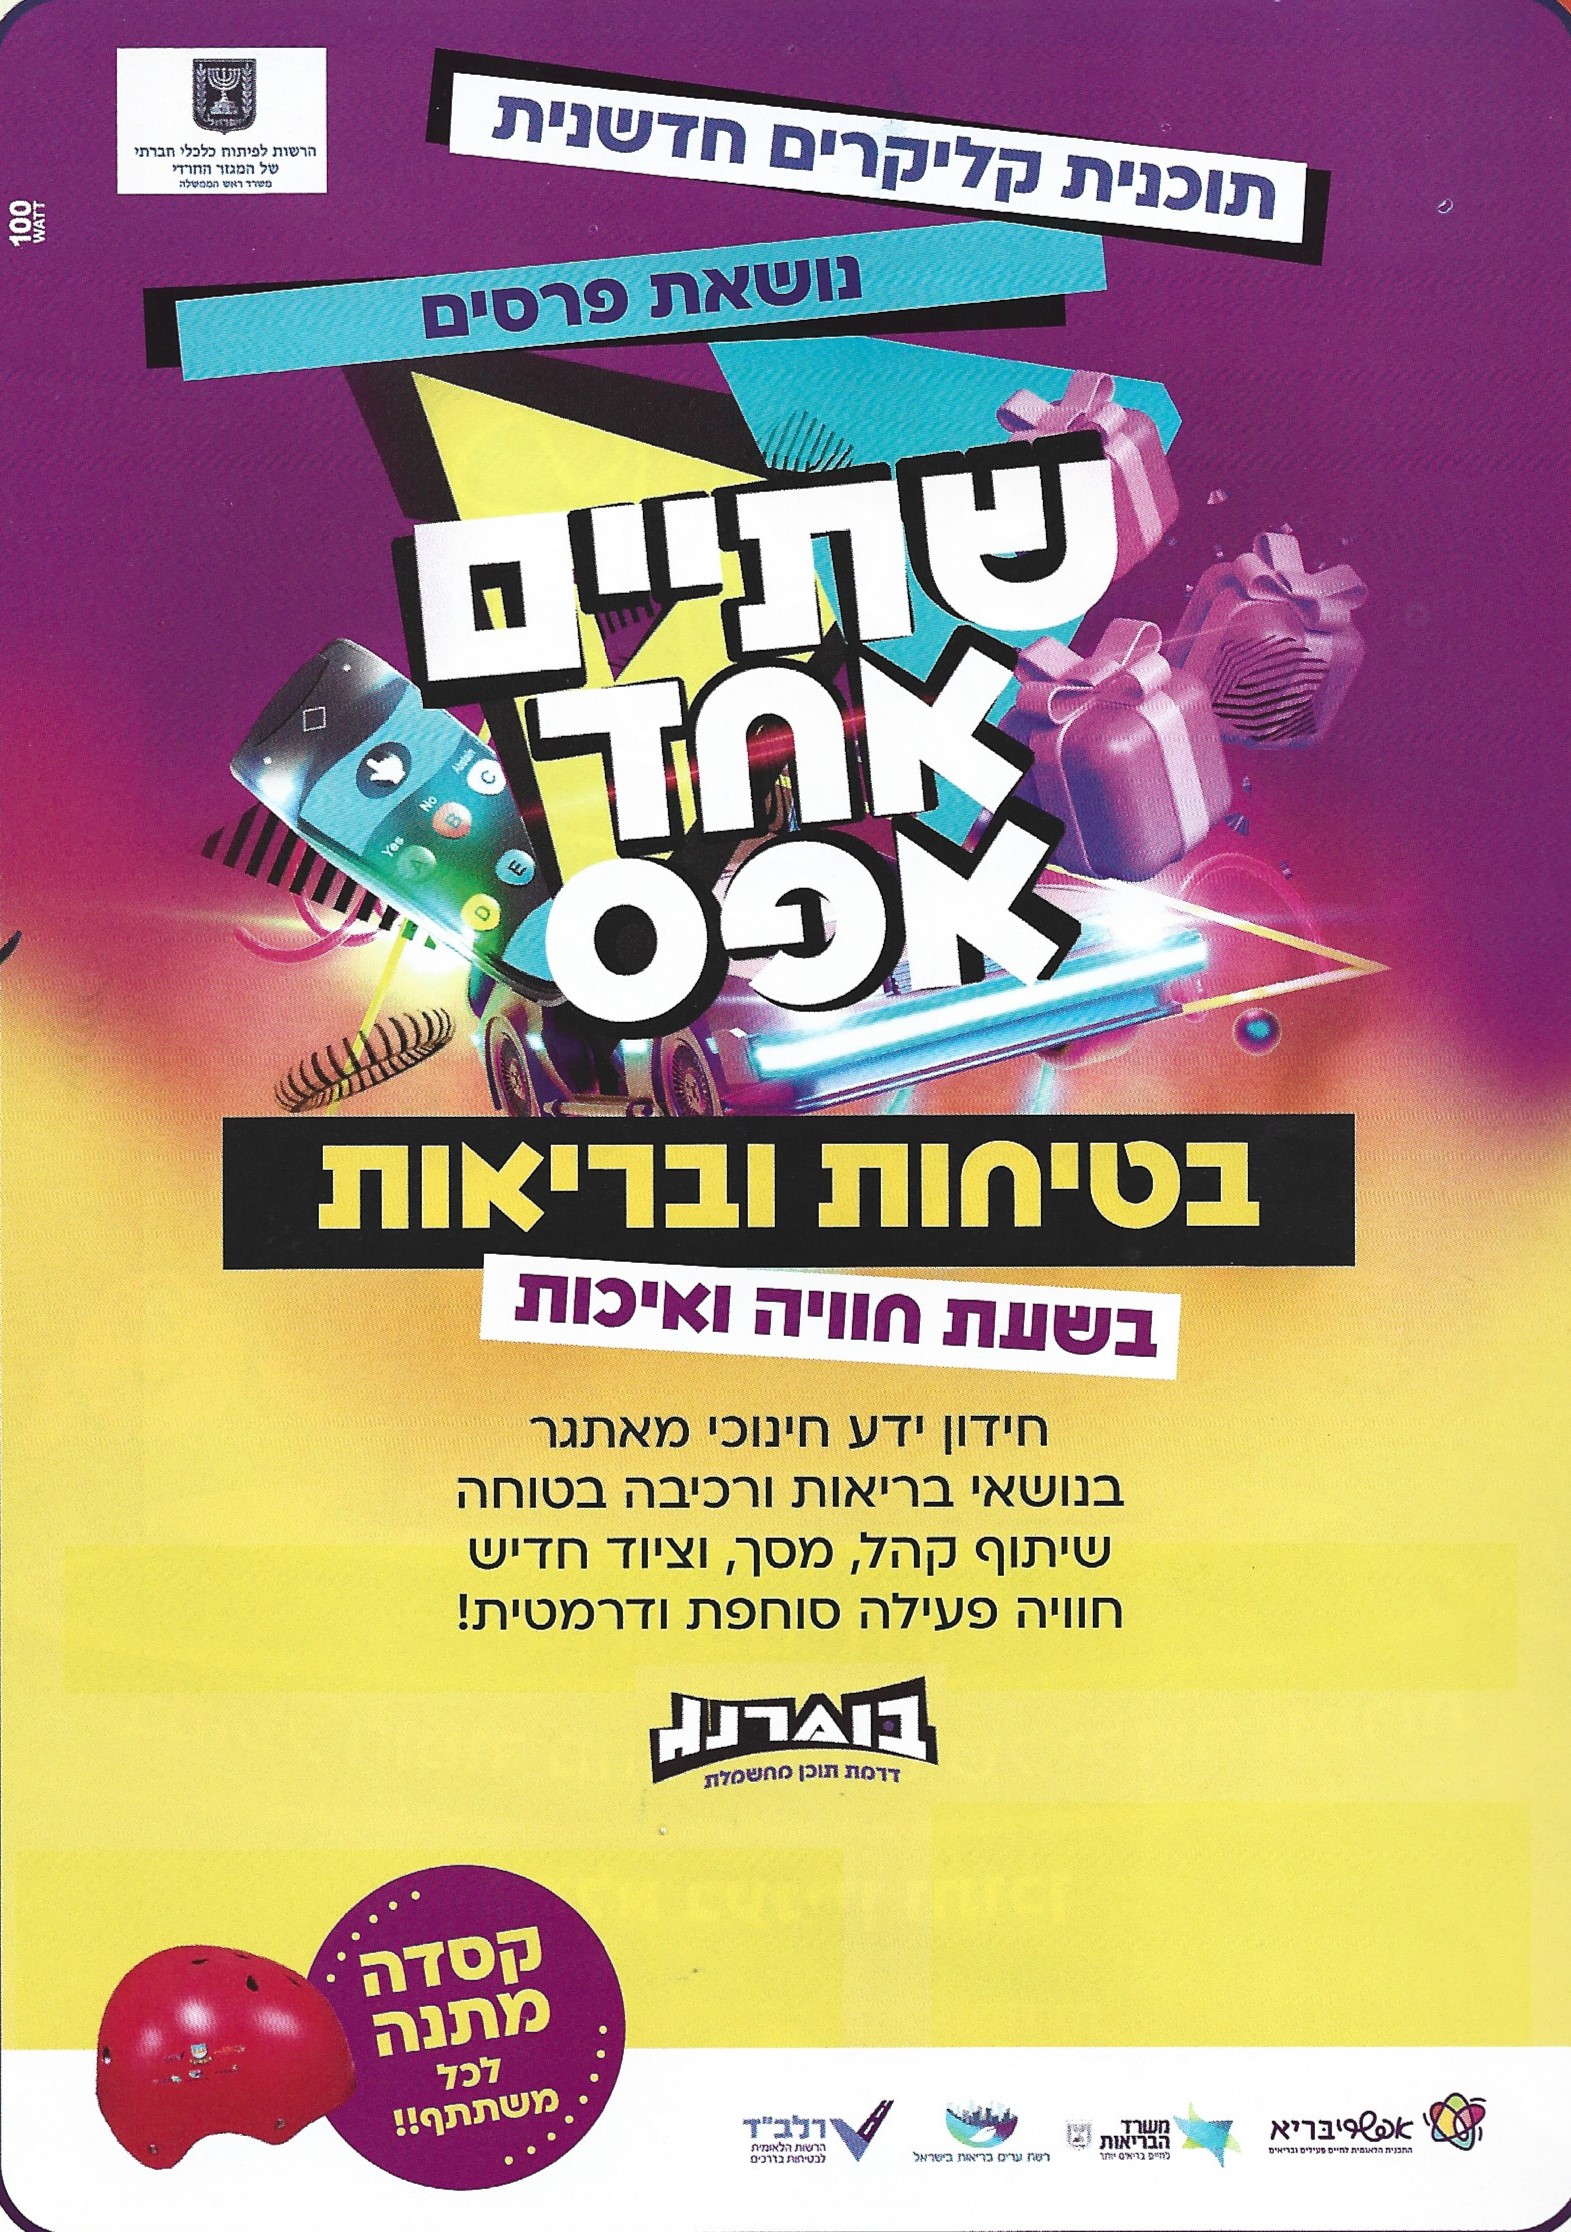 הרשות לפיתוח כלכלי חברתי
של המגזר החרדי
משרד ראש הממשלה
100
WATT
תוכנית קליקרים חדשנית
נושאת פרסים
שתיים
אחד
אפס
Yes
No
A
B
C
D
E
בטיחות ובריאות
בשעת חוויה ואיכות
חידון ידע חינוכי מאתגר
בנושאי בריאות ורכיבה בטוחה
שיתוף קהל, מסך, וציוד חדיש
חוויה פעילה סוחפת ודרמטית!
בומרנג
דרמת תוכן מחשמלת
קסדה
מתנה
לכל
משתתף!!
אפשריבריא
התכנית הלאומית לחיים פעילים ובריאים
משרד
הבריאות
לחיים בריאים יותר
רשת ערים בריאות בישראל
רלב"ד
הרשות הלאומית
לבטיחות בדרכים